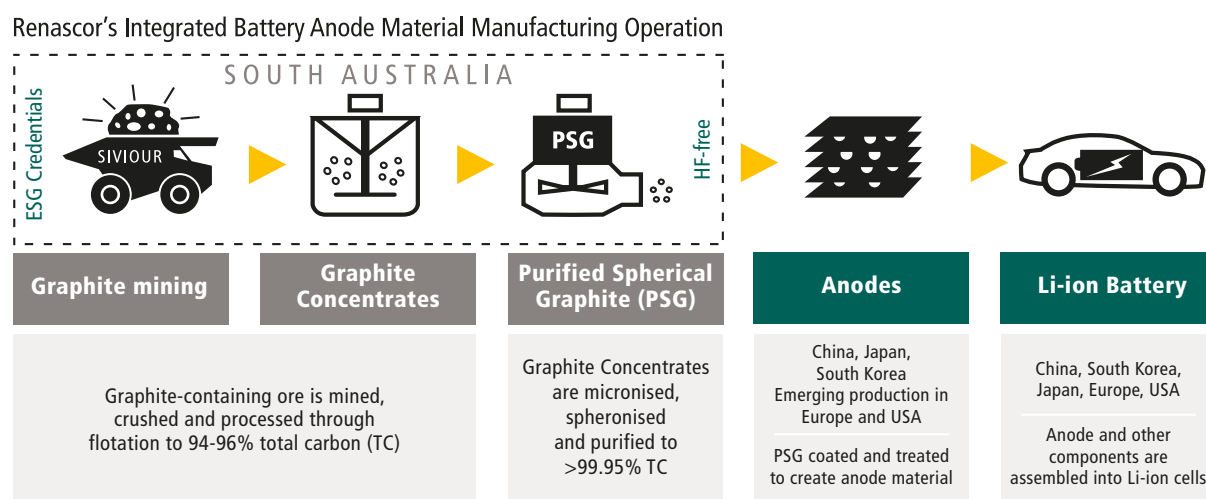 Renascor's Integrated Battery Anode Material Manufacturing Operation
SOUTH AUSTRALIA
ESG Credentials
SIVIOUR
PSG
HF-free
Graphite mining
Graphite
Concentrates
Purified Spherical
Graphite (PSG)
Anodes
Li-ion Battery
Graphite-containing ore is mined,
crushed and processed through
flotation to 94-96% total carbon (TC)
Graphite Concentrates
are micronised,
spheronised
and purified to
>99.95% TC
China, Japan,
South Korea
Emerging production in
Europe and USA
PSG coated and treated
to create anode material
China, South Korea,
Japan, Europe, USA
Anode and other
components are
assembled into Li-ion cells